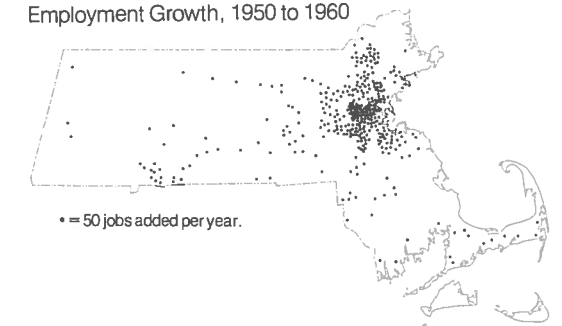 Employment Growth, 1950 to 1960
• = 50 jobs added per year.